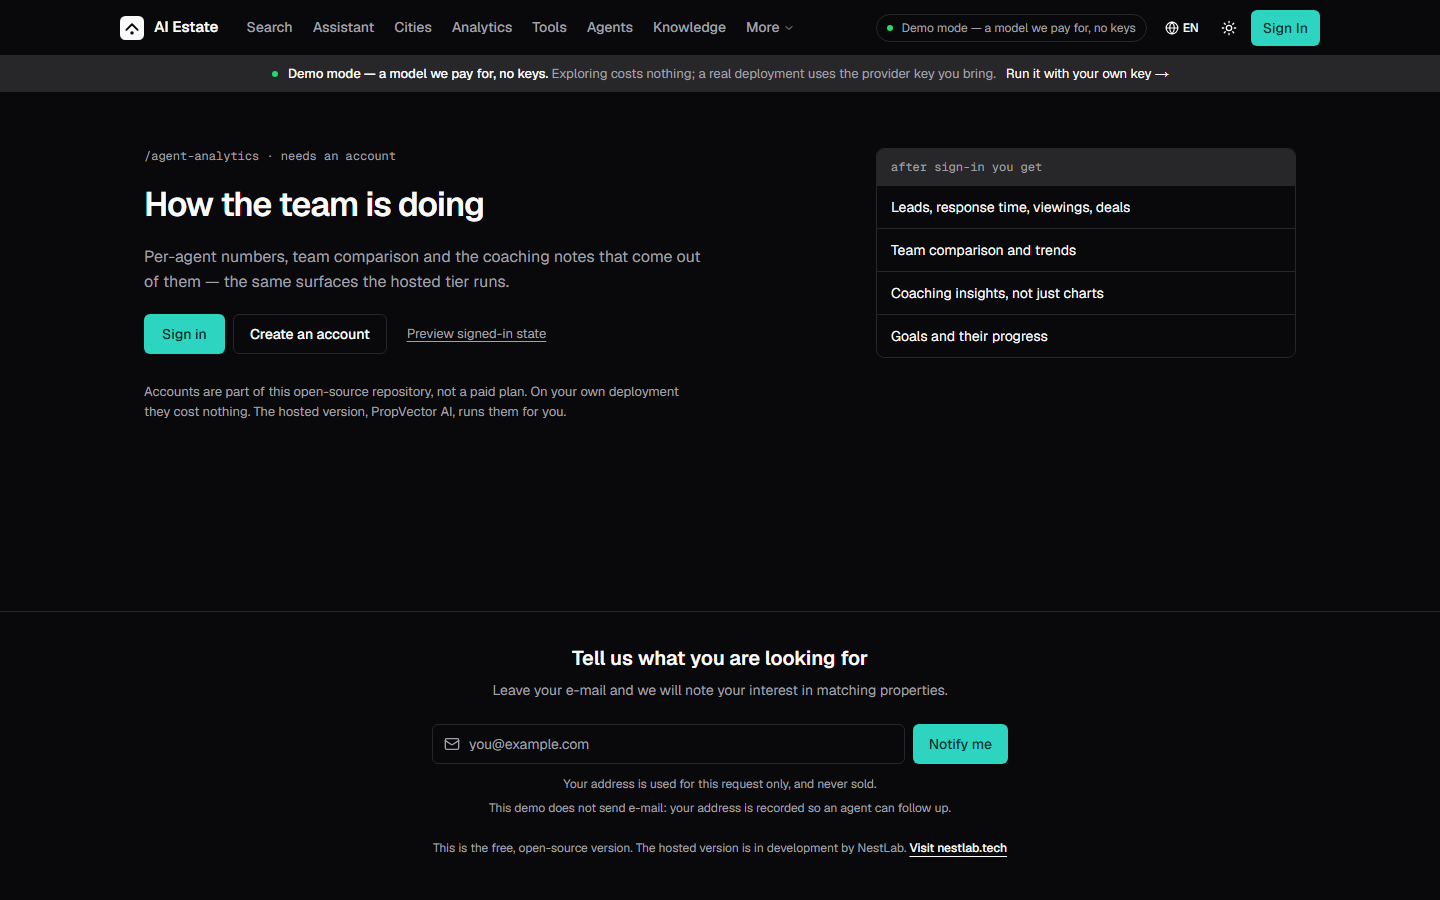 AI Estate
Search
Assistant
Cities
Analytics
Tools
Agents
Knowledge
More
Demo mode — a model we pay for, no keys
EN
Sign In
Demo mode — a model we pay for, no keys. Exploring costs nothing; a real deployment uses the provider key you bring. Run it with your own key →
/agent-analytics · needs an account
How the team is doing
Per-agent numbers, team comparison and the coaching notes that come out
of them — the same surfaces the hosted tier runs.
Sign in
Create an account
Preview signed-in state
Accounts are part of this open-source repository, not a paid plan. On your own deployment
they cost nothing. The hosted version, PropVector AI, runs them for you.
after sign-in you get
Leads, response time, viewings, deals
Team comparison and trends
Coaching insights, not just charts
Goals and their progress
Tell us what you are looking for
Leave your e-mail and we will note your interest in matching properties.
you@example.com
Notify me
Your address is used for this request only, and never sold.
This demo does not send e-mail: your address is recorded so an agent can follow up.
This is the free, open-source version. The hosted version is in development by NestLab. Visit nestlab.tech